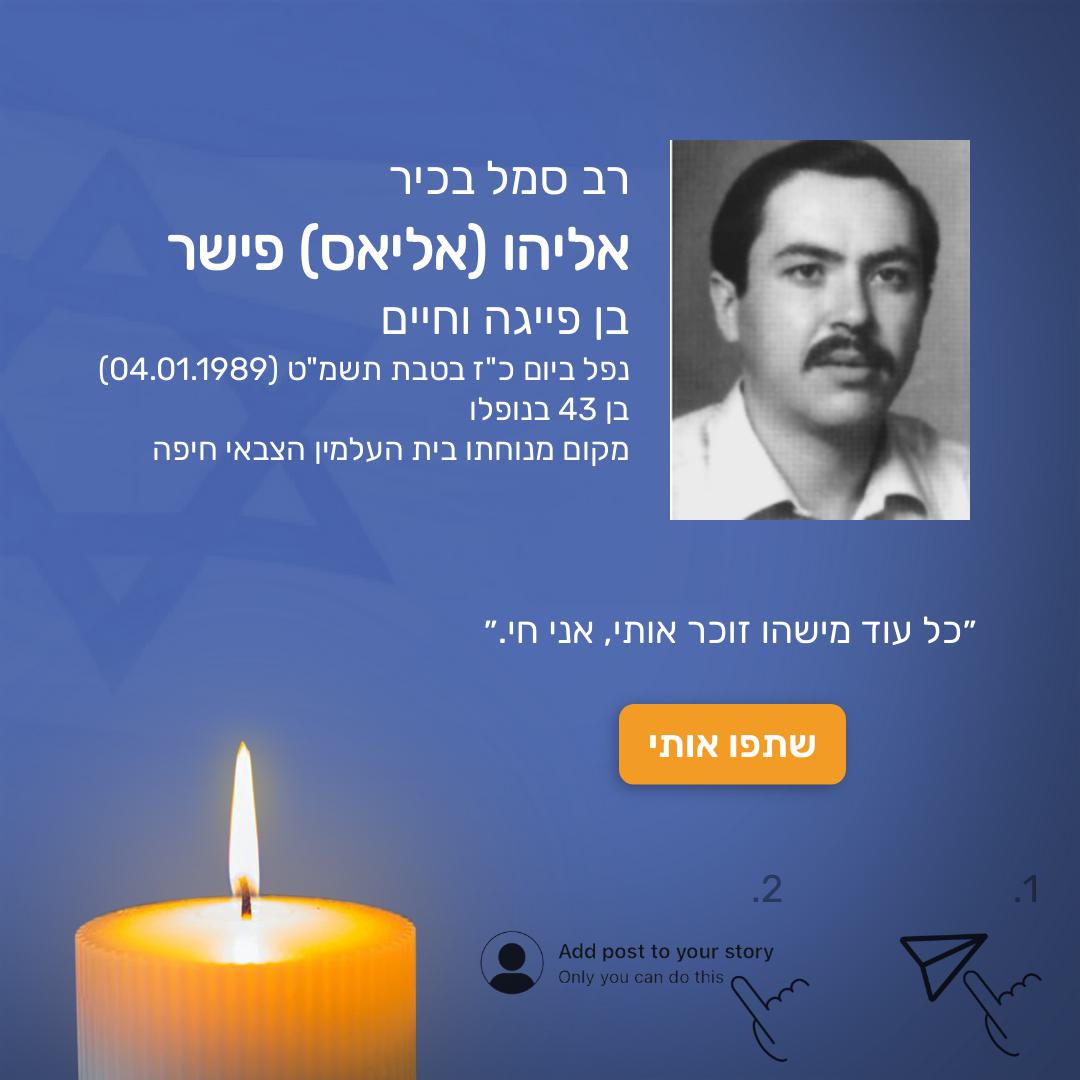 רב סמל בכיר
אליהו (אליאס) פישר
בן פייגה וחיים
נפל ביום כ"ז בטבת תשמ"ט (04.01.1989)
בן 43 בנופלו
מקום מנוחתו בית העלמין הצבאי חיפה
״כל עוד מישהו זוכר אותי, אני חי.״
שתפו אותי
1.
2.
Add post to your story
Only you can do this